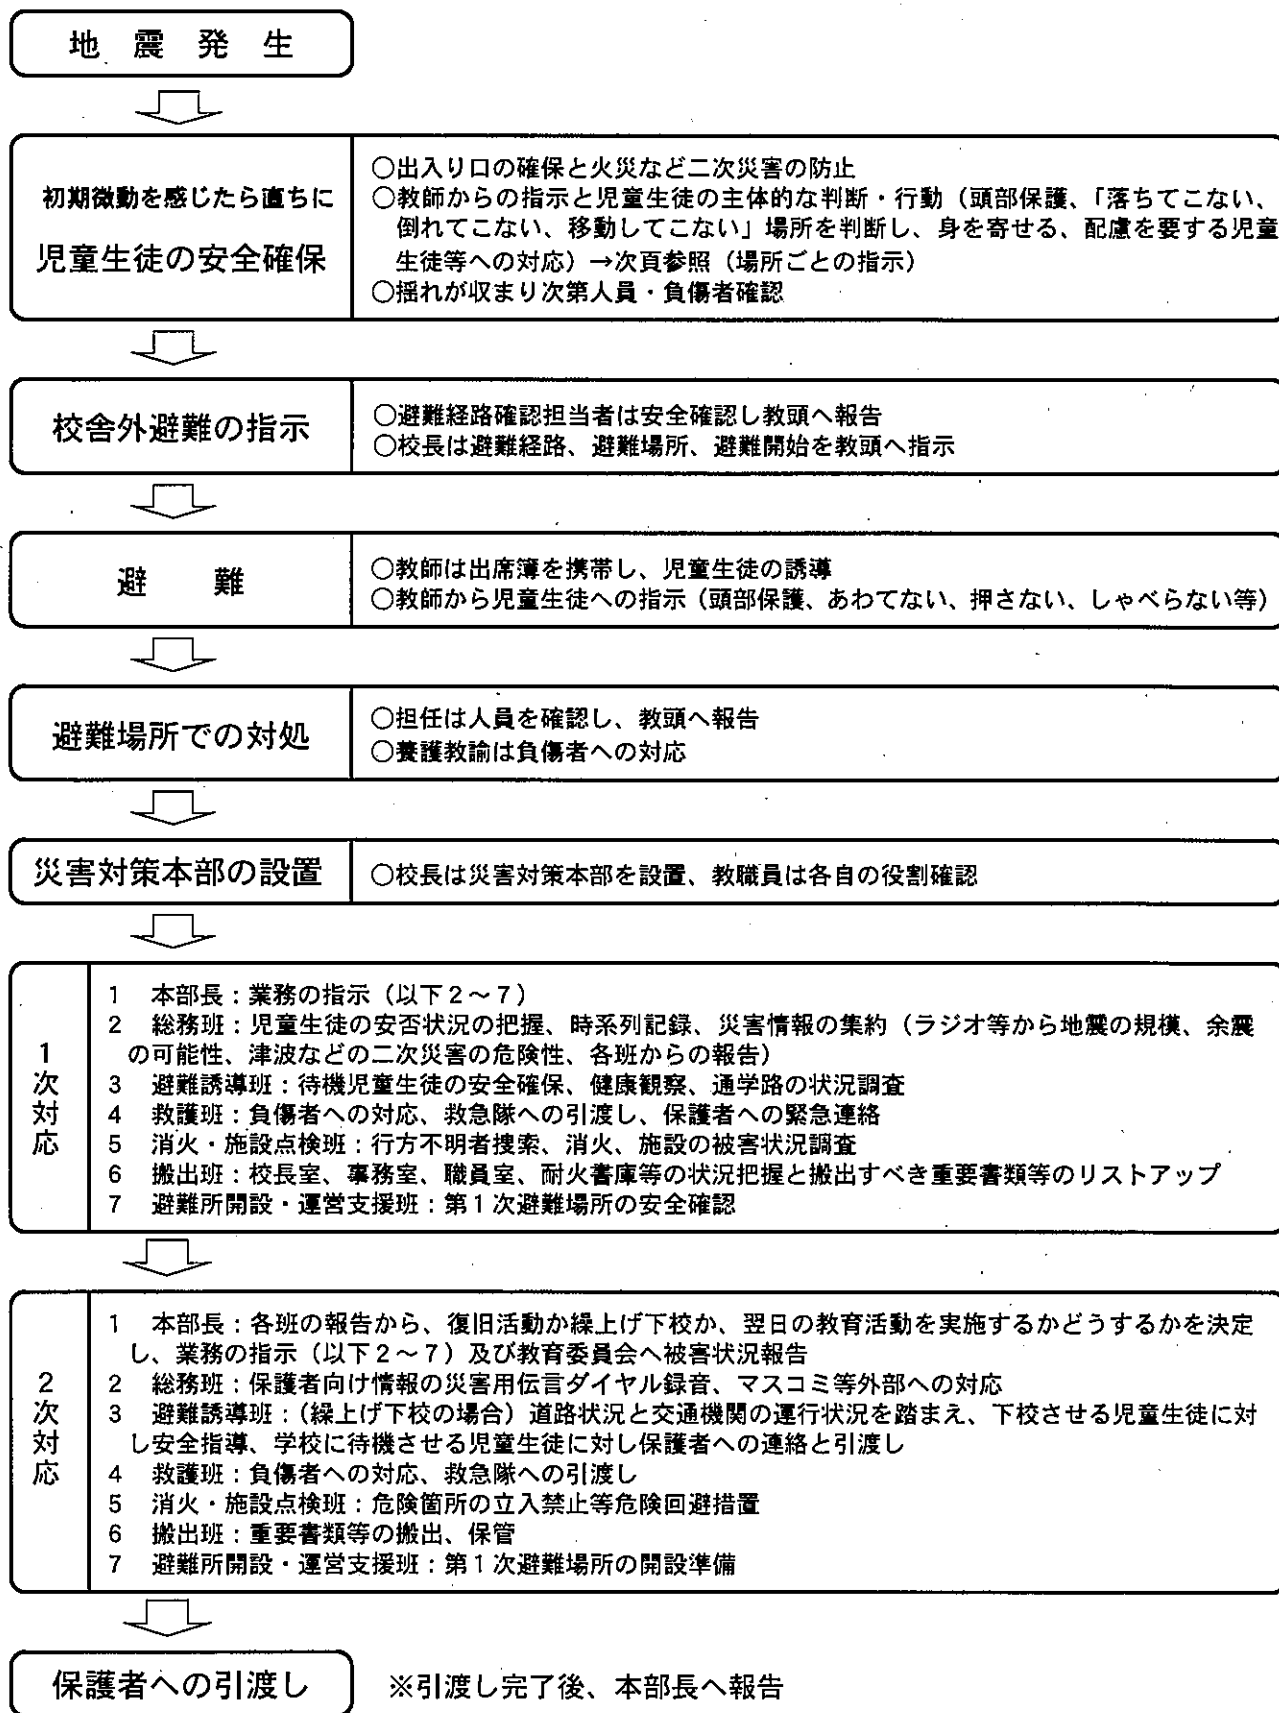 地　震　発　生
初期微動を感じたら直ちに
児童生徒の安全確保
○出入り口の確保と火災など二次災害の防止
○教師からの指示と児童生徒の主体的な判断・行動（頭部保護、「落ちてこない、
倒れてこない、移動してこない」場所を判断し、身を寄せる、配慮を要する児童
生徒等への対応）→次頁参照（場所ごとの指示）
○揺れが収まり次第人員・負傷者確認
校舎外避難の指示
○避難経路確認担当者は安全確認し教頭へ報告
○校長は避難経路、避難場所、避難開始を教頭へ指示
避　　難
○教師は出席簿を携帯し、児童生徒の誘導
○教師から児童生徒への指示（頭部保護、あわてない、押さない、しゃべらない等）
避難場所での対処
○担任は人員を確認し、教頭へ報告
○養護教諭は負傷者への対応
災害対策本部の設置
○校長は災害対策本部を設置、教職員は各自の役割確認
1次対応
1　本部長：業務の指示（以下2～7）
2　総務班：児童生徒の安否状況の把握、時系列記録、災害情報の集約（ラジオ等から地震の規模、余震
の可能性、津波などの二次災害の危険性、各班からの報告）
3　避難誘導班：待機児童生徒の安全確保、健康観察、通学路の状況調査
4　救護班：負傷者への対応、救急隊への引渡し、保護者への緊急連絡
5　消火・施設点検班：行方不明者捜索、消火、施設の被害状況調査
6　搬出班：校長室、事務室、職員室、耐火書庫等の状況把握と搬出すべき重要書類等のリストアップ
7　避難所開設・運営支援班：第1次避難場所の安全確認
2次対応
1　本部長：各班の報告から、復旧活動か繰上げ下校か、翌日の教育活動を実施するかどうするかを決定
し、業務の指示（以下2～7）及び教育委員会へ被害状況報告
2　総務班：保護者向け情報の災害用伝言ダイヤル録音、マスコミ等外部への対応
3　避難誘導班：（繰上げ下校の場合）道路状況と交通機関の運行状況を踏まえ、下校させる児童生徒に対
し安全指導、学校に待機させる児童生徒に対し保護者への連絡と引渡し
4　救護班：負傷者への対応、救急隊への引渡し
5　消火・施設点検班：危険箇所の立入禁止等危険回避措置
6　搬出班：重要書類等の搬出、保管
7　避難所開設・運営支援班：第1次避難場所の開設準備
保護者への引渡し
※引渡し完了後、本部長へ報告